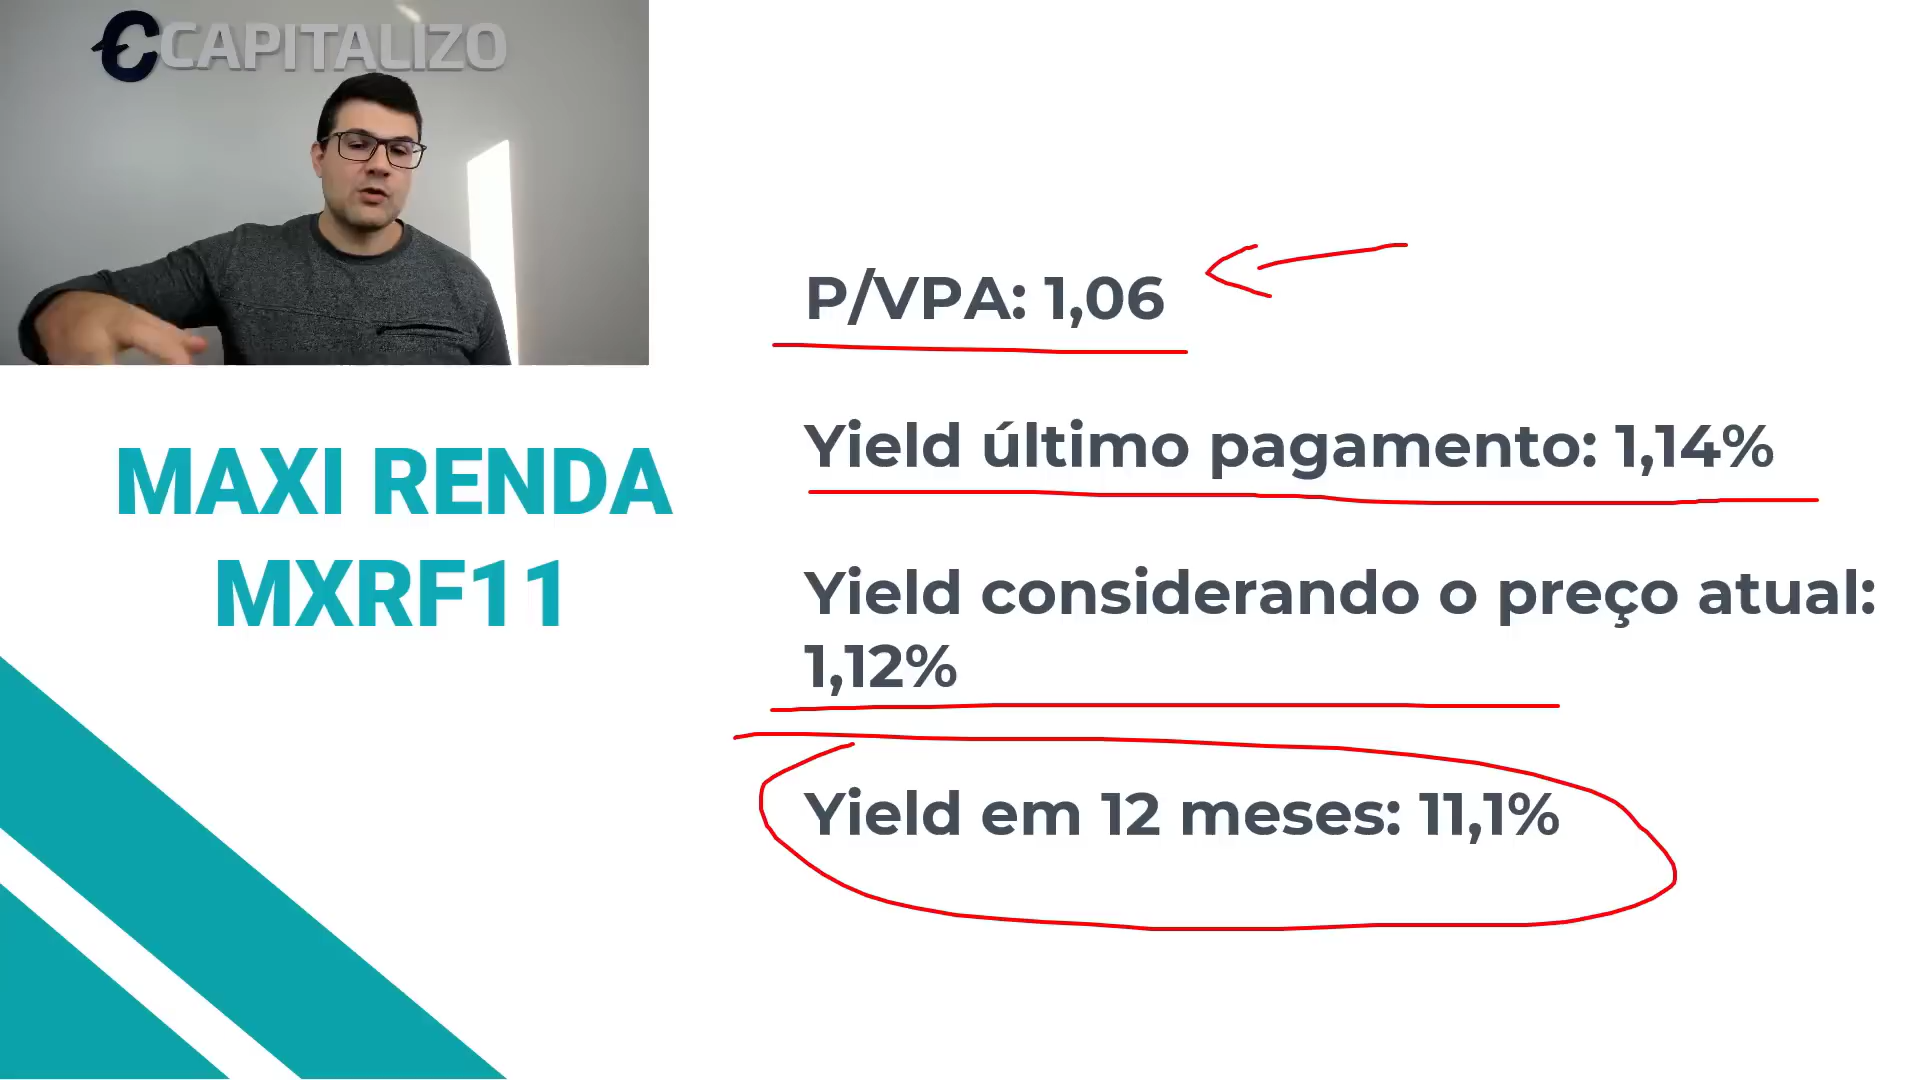 CAPITALIZO
MAXI RENDA
MXRF11
P/VPA: 1,06
Yield último pagamento: 1,14%
Yield considerando o preço atual:
1,12%
Yield em 12 meses: 11,1%